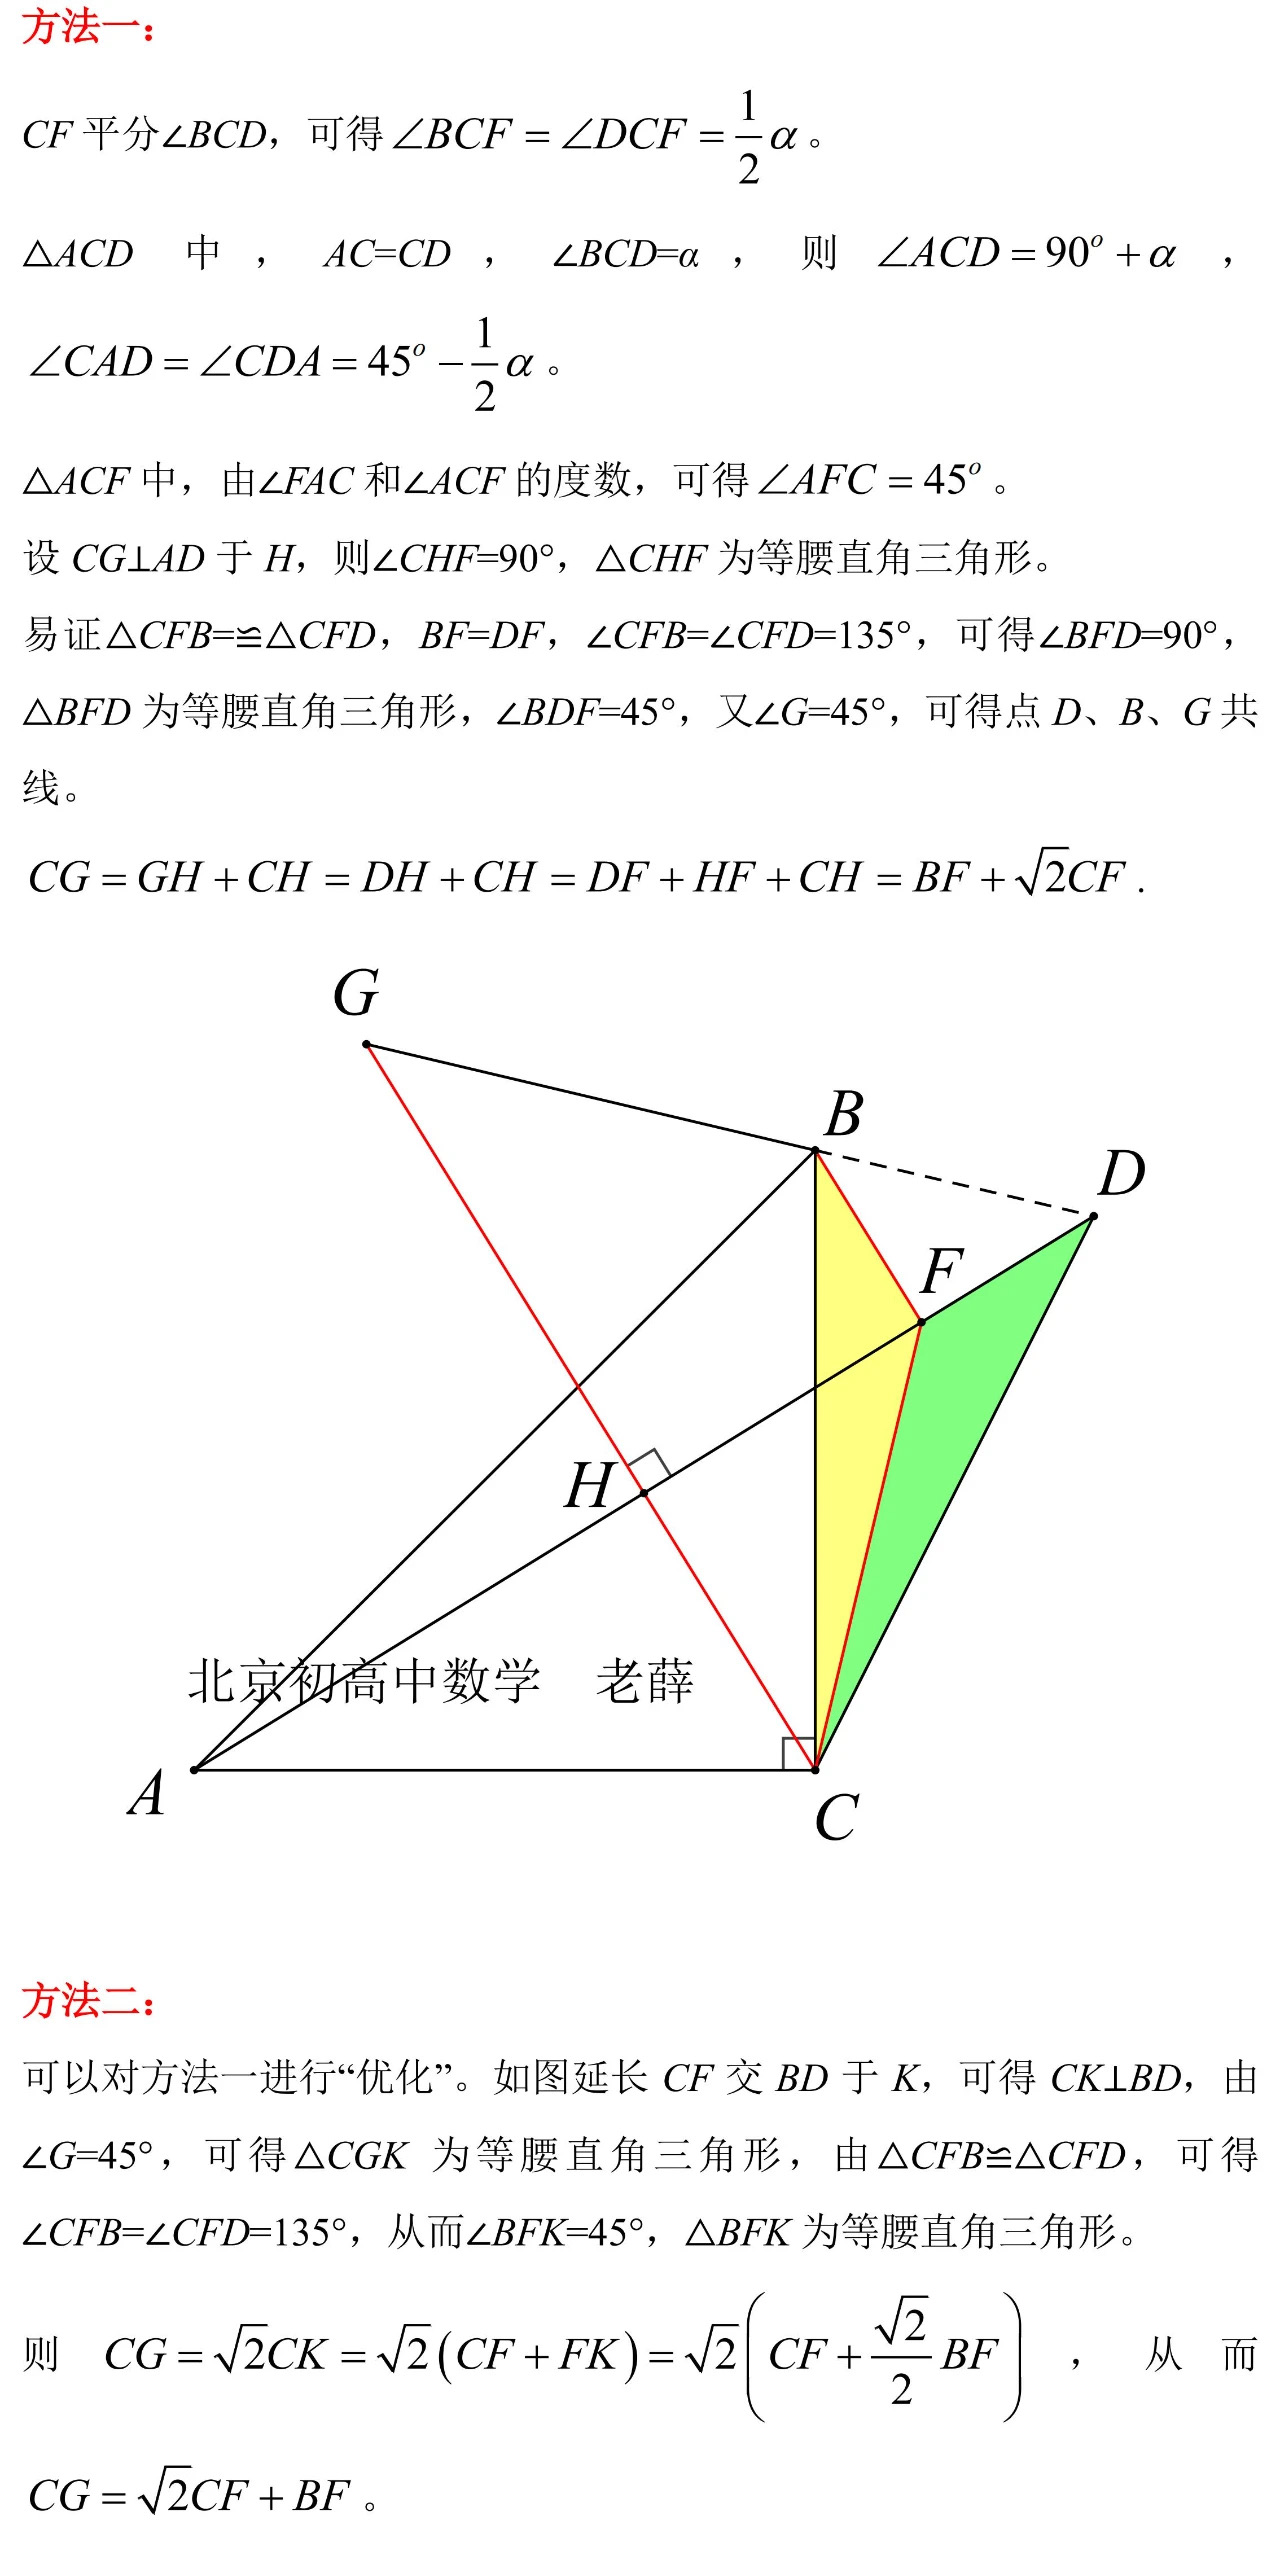 方法一：
CF 平分∠BCD，可得∠BCF = ∠DCF = 1/2 α。
△ACD 中，AC=CD，∠BCD=α，则 ∠ACD = 90° + α，
∠CAD = ∠CDA = 45° − 1/2 α。
△ACF 中，由∠FAC 和∠ACF 的度数，可得∠AFC = 45°。
设 CG⊥AD 于 H，则∠CHF=90°，△CHF 为等腰直角三角形。
易证△CFB=≌△CFD，BF=DF，∠CFB=∠CFD=135°，可得∠BFD=90°，
△BFD 为等腰直角三角形，∠BDF=45°，又∠G=45°，可得点 D、B、G 共
线。
CG = GH + CH = DH + CH = DF + HF + CH = BF + √2CF .
G
B
D
F
H
北京初高中数学 老薛
A
C
方法二：
可以对方法一进行“优化”。如图延长 CF 交 BD 于 K，可得 CK⊥BD，由
∠G=45°，可得△CGK 为等腰直角三角形，由△CFB≌△CFD，可得
∠CFB=∠CFD=135°，从而∠BFK=45°，△BFK 为等腰直角三角形。
则 CG = √2CK = √2(CF + FK) = √2(CF + √2/2 BF)，从而
CG = √2CF + BF。